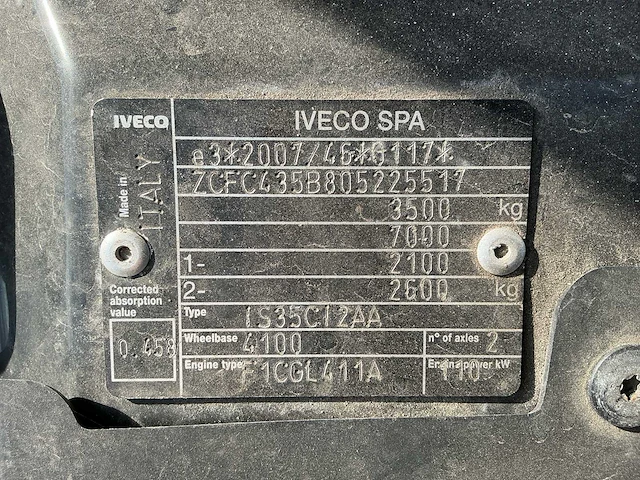 IVECO
IVECO SPA
e3*2007/46*0117*
ZCFC435B805225517
Made in
ITALY
3500 kg
7000
1- 2100
2- 2600 kg
Corrected
absorption
value
0.458
Type
IS35CI2AA
Wheelbase
4100
n° of axles 2
Engine type
F1CGL411A
Engine power kW
110